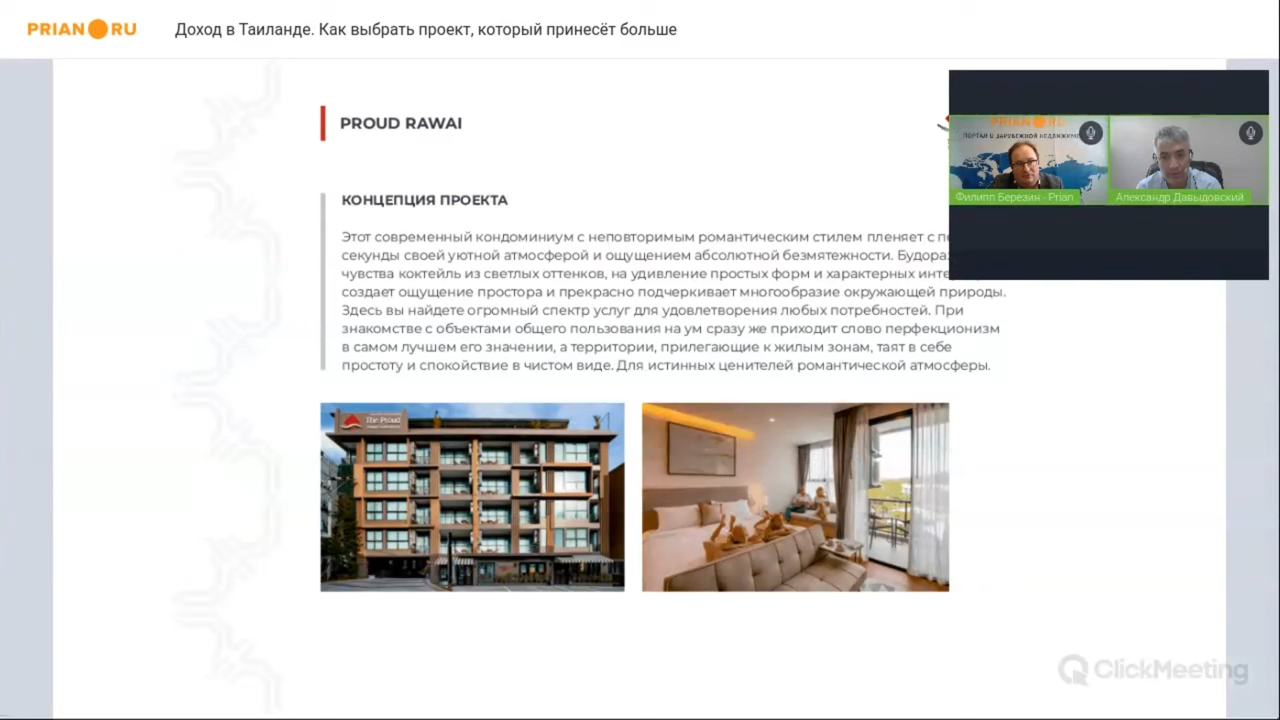 PRIAN RU
Доход в Таиланде. Как выбрать проект, который принесёт больше
PROUD RAWAI
КОНЦЕПЦИЯ ПРОЕКТА
Этот современный кондоминиум с неповторимым романтическим стилем пленяет с
секунды своей уютной атмосферой и ощущением абсолютной безмятежности.
чувства коктейль из светлых оттенков, на удивление простых форм и характерных
создает ощущение простора и прекрасно подчеркивает многообразие окружающей природы.
Здесь вы найдете огромный спектр услуг для удовлетворения любых потребностей. При
знакомстве с объектами общего пользования на ум сразу же приходит слово перфекционизм
в самом лучшем его значении, а территории, прилегающие к жилым зонам, таят в себе
простоту и спокойствие в чистом виде. Для истинных ценителей романтической атмосферы.
PRIAN RU
ПОРТАЛ О ЗАРУБЕЖНОЙ
Филипп Березин - Prian
Александр Давыдовский
The Proud
ClickMeeting